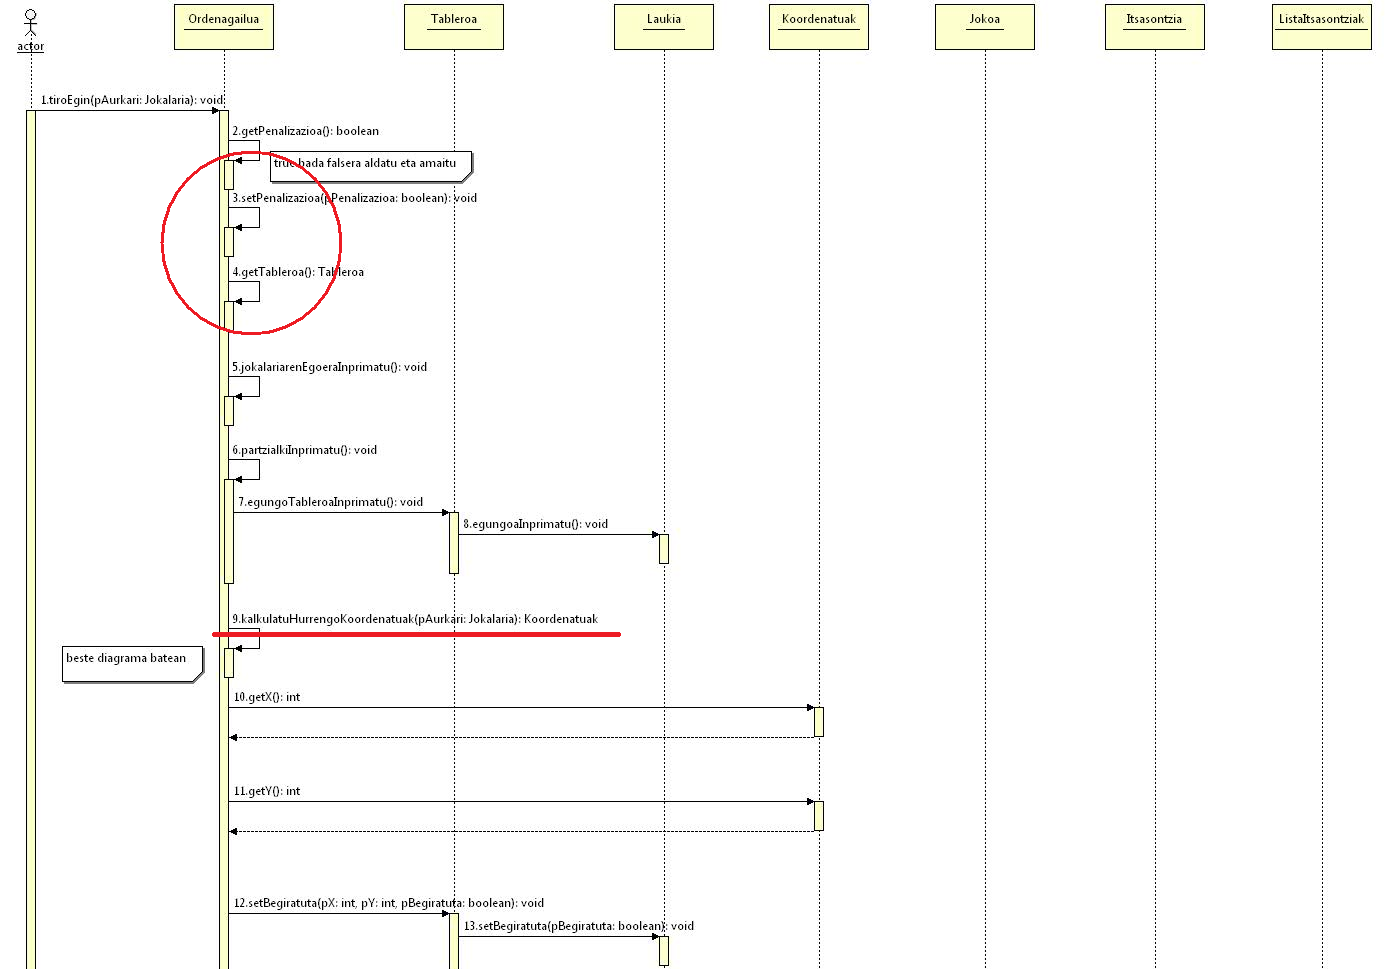 actor
Ordenagailua
Tableroa
Laukia
Koordenatuak
Jokoa
Itsasontzia
ListaItsasontziak
1.tiroEgin(pAurkari: Jokalaria): void
2.getPenalizazioa(): boolean
true bada falsera aldatu eta amaitu
3.setPenalizazioa(pPenalizazioa: boolean): void
4.getTableroa(): Tableroa
5.jokalariarenEgoeraInprimatu(): void
6.partzialkiInprimatu(): void
7.egungoTableroaInprimatu(): void
8.egungoaInprimatu(): void
9.kalkulatuHurrengoKoordenatuak(pAurkari: Jokalaria): Koordenatuak
beste diagrama batean
10.getX(): int
11.getY(): int
12.setBegiratuta(pX: int, pY: int, pBegiratuta: boolean): void
13.setBegiratuta(pBegiratuta: boolean): void